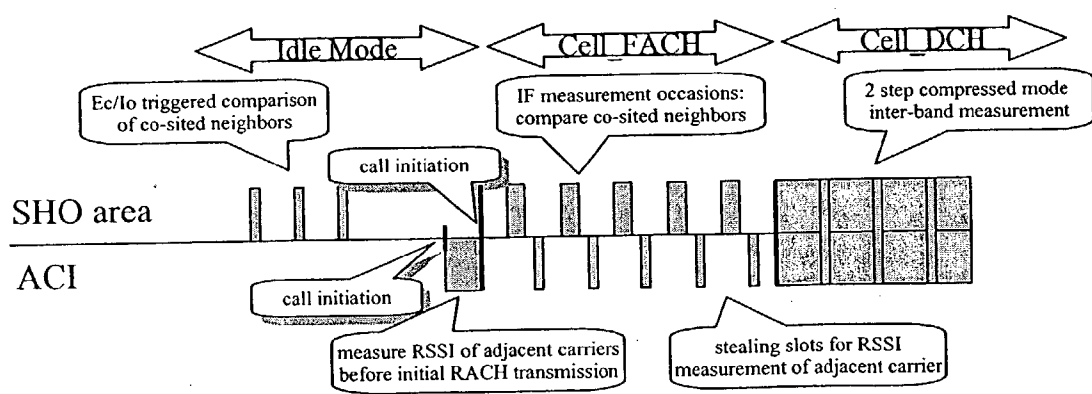 Idle Mode
Cell_FACH
Cell_DCH
Ec/Io triggered comparison
of co-sited neighbors
IF measurement occasions:
compare co-sited neighbors
2 step compressed mode
inter-band measurement
call initiation
SHO area
ACI
call initiation
measure RSSI of adjacent carriers
before initial RACH transmission
stealing slots for RSSI
measurement of adjacent carrier